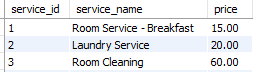 service_id service_name price
1 Room Service - Breakfast 15.00
2 Laundry Service 20.00
3 Room Cleaning 60.00